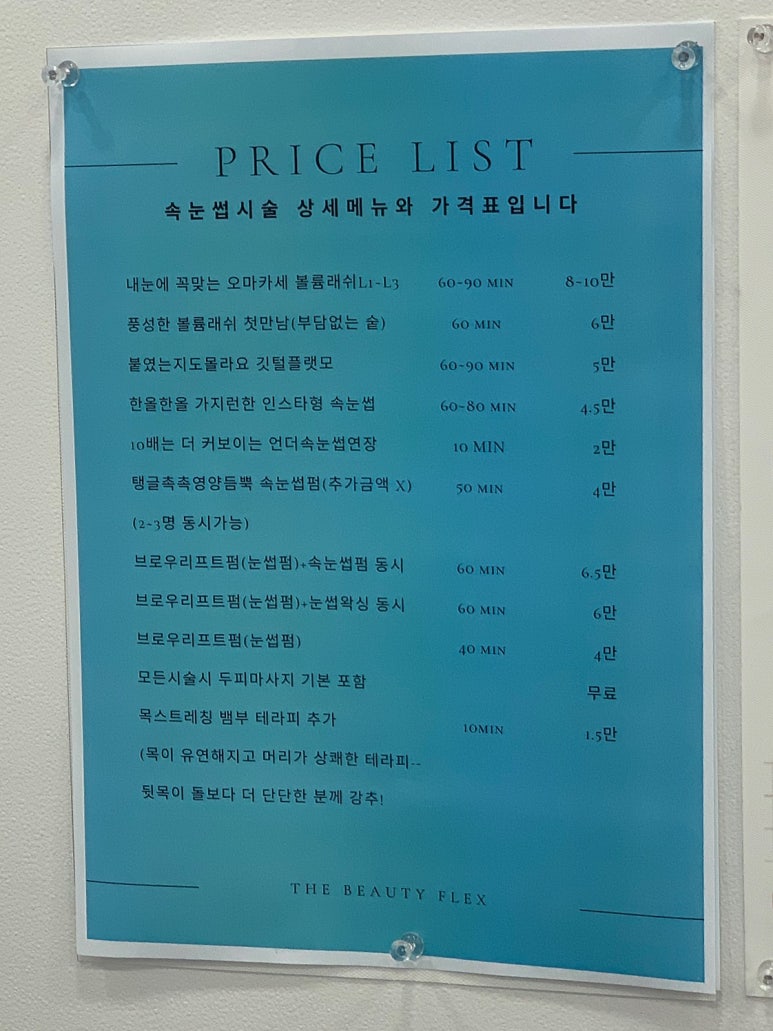 PRICE LIST
속눈썹시술 상세메뉴와 가격표입니다
내눈에 꼭맞는 오마카세 볼륨래쉬L1~L3 60~90 MIN 8~10만
풍성한 볼륨래쉬 첫만남(부담없는 숱) 60 MIN 6만
붙였는지도몰라요 깃털플랫모 60~90 MIN 5만
한올한올 가지런한 인스타형 속눈썹 60~80 MIN 4.5만
10배는 더 커보이는 언더속눈썹연장 10 MIN 2만
탱글촉촉영양듬뿍 속눈썹펌(추가금액 X) 50 MIN 4만
(2~3명 동시가능)
브로우리프트펌(눈썹펌)+속눈썹펌 동시 60 MIN 6.5만
브로우리프트펌(눈썹펌)+눈썹왁싱 동시 60 MIN 6만
브로우리프트펌(눈썹펌) 40 MIN 4만
모든시술시 두피마사지 기본 포함 무료
목스트레칭 뱀부 테라피 추가 10MIN 1.5만
(목이 유연해지고 머리가 상쾌한 테라피--
뒷목이 돌보다 더 단단한 분께 강추!
THE BEAUTY FLEX